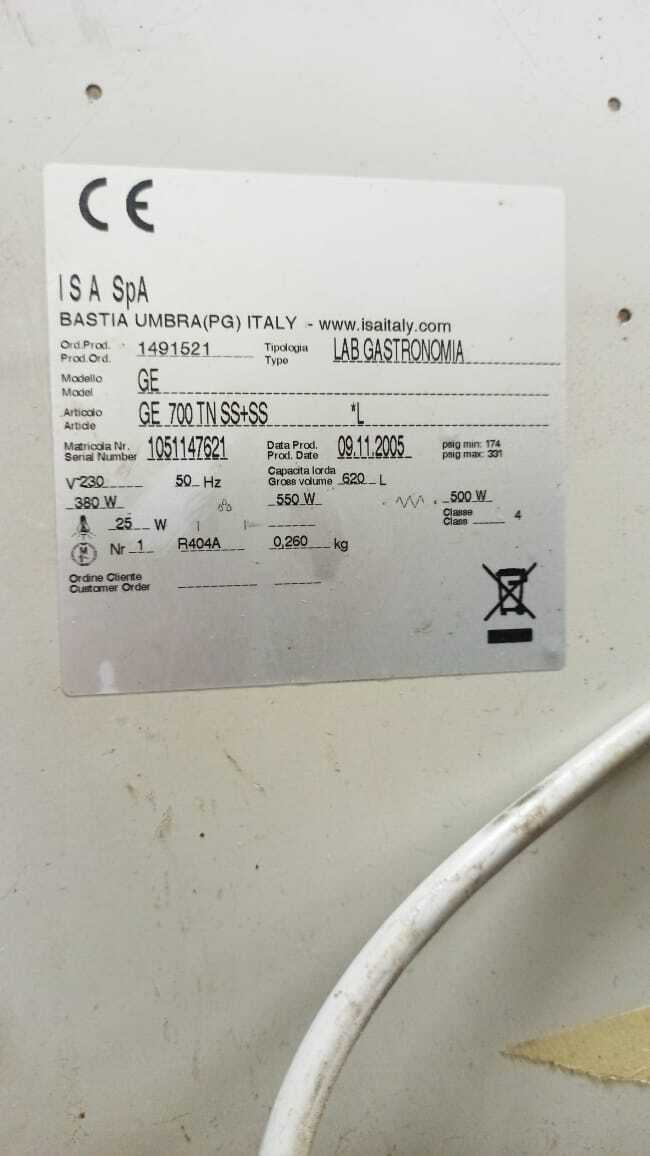 CE
ISA SpA
BASTIA UMBRA(PG) ITALY - www.isaitaly.com
Ord.Prod. Prod.Ord. 1491521 Tipologia Type LAB GASTRONOMIA
Modello Model GE
Articolo Article GE 700 TN SS+SS *L
Matricola Nr. Serial Number 1051147621 Data Prod. Prod. Date 09.11.2005 psig min: 174 psig max: 331
V~230 50 Hz Capacita lorda Gross volume 620 L
380 W 550 W 500 W
25 W Classe Class 4
M Nr 1 R404A 0,260 kg
Ordine Cliente
Customer Order